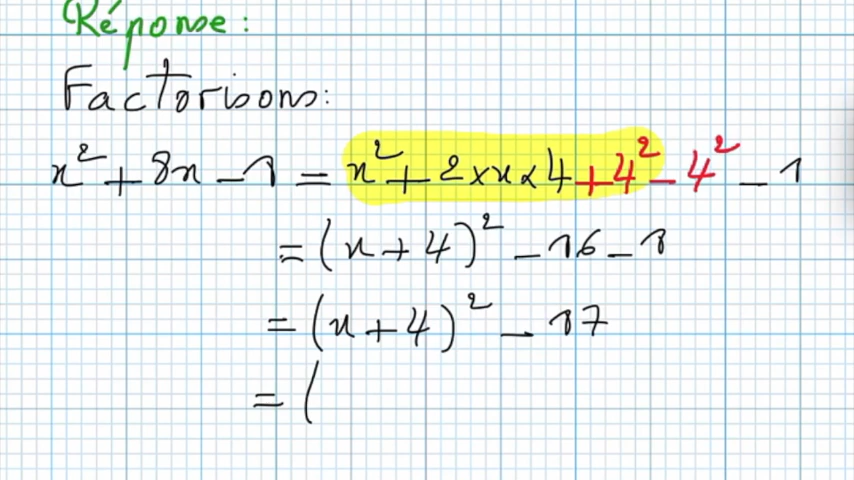 Réponse :
Factorisons:
x² + 8x - 1 = x² + 2 × x × 4 + 4² - 4² - 1
= (x + 4)² - 16 - 1
= (x + 4)² - 17
= (